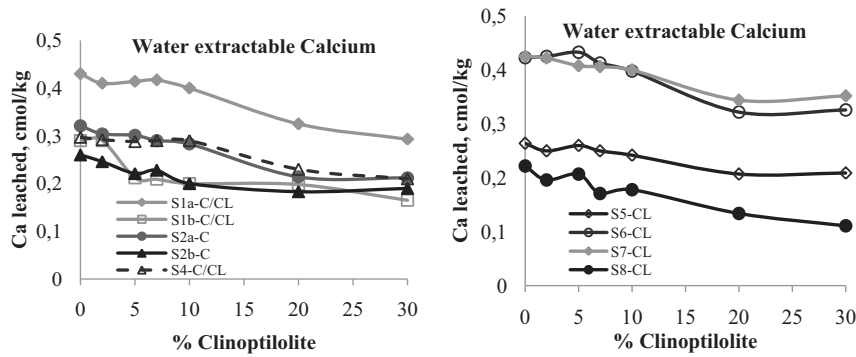 Water extractable Calcium
Ca leached, cmol/kg
0,5
0,4
0,3
0,2
0,1
0
S1a-C/CL
S1b-C/CL
S2a-C
S2b-C
S4-C/CL
0 5 10 15 20 25 30
% Clinoptilolite
Water extractable Calcium
Ca leached, cmol/kg
0,5
0,4
0,3
0,2
0,1
0
S5-CL
S6-CL
S7-CL
S8-CL
0 5 10 15 20 25 30
% Clinoptilolite